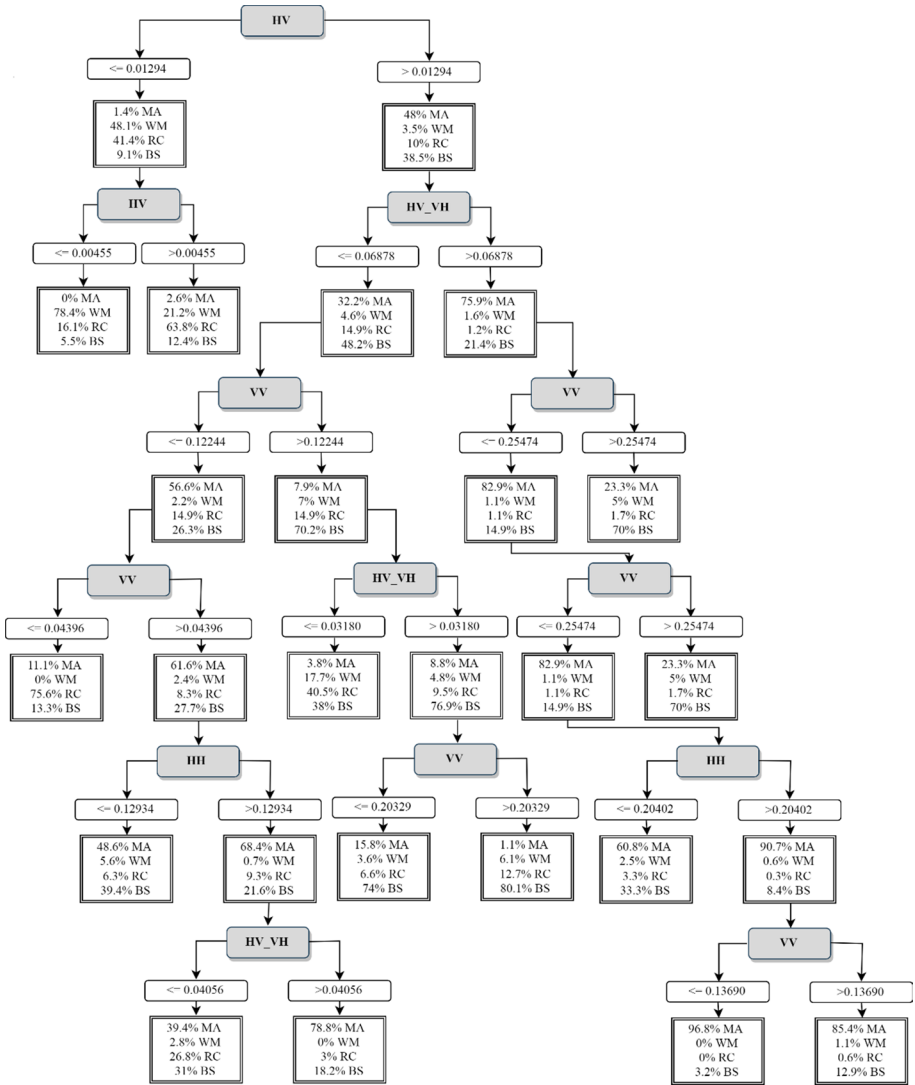 HV
<= 0.01294
> 0.01294
1.4% MA
48.1% WM
41.4% RC
9.1% BS
48% MA
3.5% WM
10% RC
38.5% BS
HV
HV_VH
<= 0.00455
>0.00455
<= 0.06878
>0.06878
0% MA
78.4% WM
16.1% RC
5.5% BS
2.6% MA
21.2% WM
63.8% RC
12.4% BS
32.2% MA
4.6% WM
14.9% RC
48.2% BS
75.9% MA
1.6% WM
1.2% RC
21.4% BS
VV
VV
<= 0.12244
>0.12244
<= 0.25474
>0.25474
56.6% MA
2.2% WM
14.9% RC
26.3% BS
7.9% MA
7% WM
14.9% RC
70.2% BS
82.9% MA
1.1% WM
1.1% RC
14.9% BS
23.3% MA
5% WM
1.7% RC
70% BS
VV
HV_VH
VV
<= 0.04396
>0.04396
<= 0.03180
> 0.03180
<= 0.25474
> 0.25474
11.1% MA
0% WM
75.6% RC
13.3% BS
61.6% MA
2.4% WM
8.3% RC
27.7% BS
3.8% MA
17.7% WM
40.5% RC
38% BS
8.8% MA
4.8% WM
9.5% RC
76.9% BS
82.9% MA
1.1% WM
1.1% RC
14.9% BS
23.3% MA
5% WM
1.7% RC
70% BS
HH
VV
HH
<= 0.12934
>0.12934
<= 0.20329
>0.20329
<= 0.20402
>0.20402
48.6% MA
5.6% WM
6.3% RC
39.4% BS
68.4% MA
0.7% WM
9.3% RC
21.6% BS
15.8% MA
3.6% WM
6.6% RC
74% BS
1.1% MA
6.1% WM
12.7% RC
80.1% BS
60.8% MA
2.5% WM
3.3% RC
33.3% BS
90.7% MA
0.6% WM
0.3% RC
8.4% BS
HV_VH
VV
<= 0.04056
>0.04056
<= 0.13690
>0.13690
39.4% MA
2.8% WM
26.8% RC
31% BS
78.8% MA
0% WM
3% RC
18.2% BS
96.8% MA
0% WM
0% RC
3.2% BS
85.4% MA
1.1% WM
0.6% RC
12.9% BS